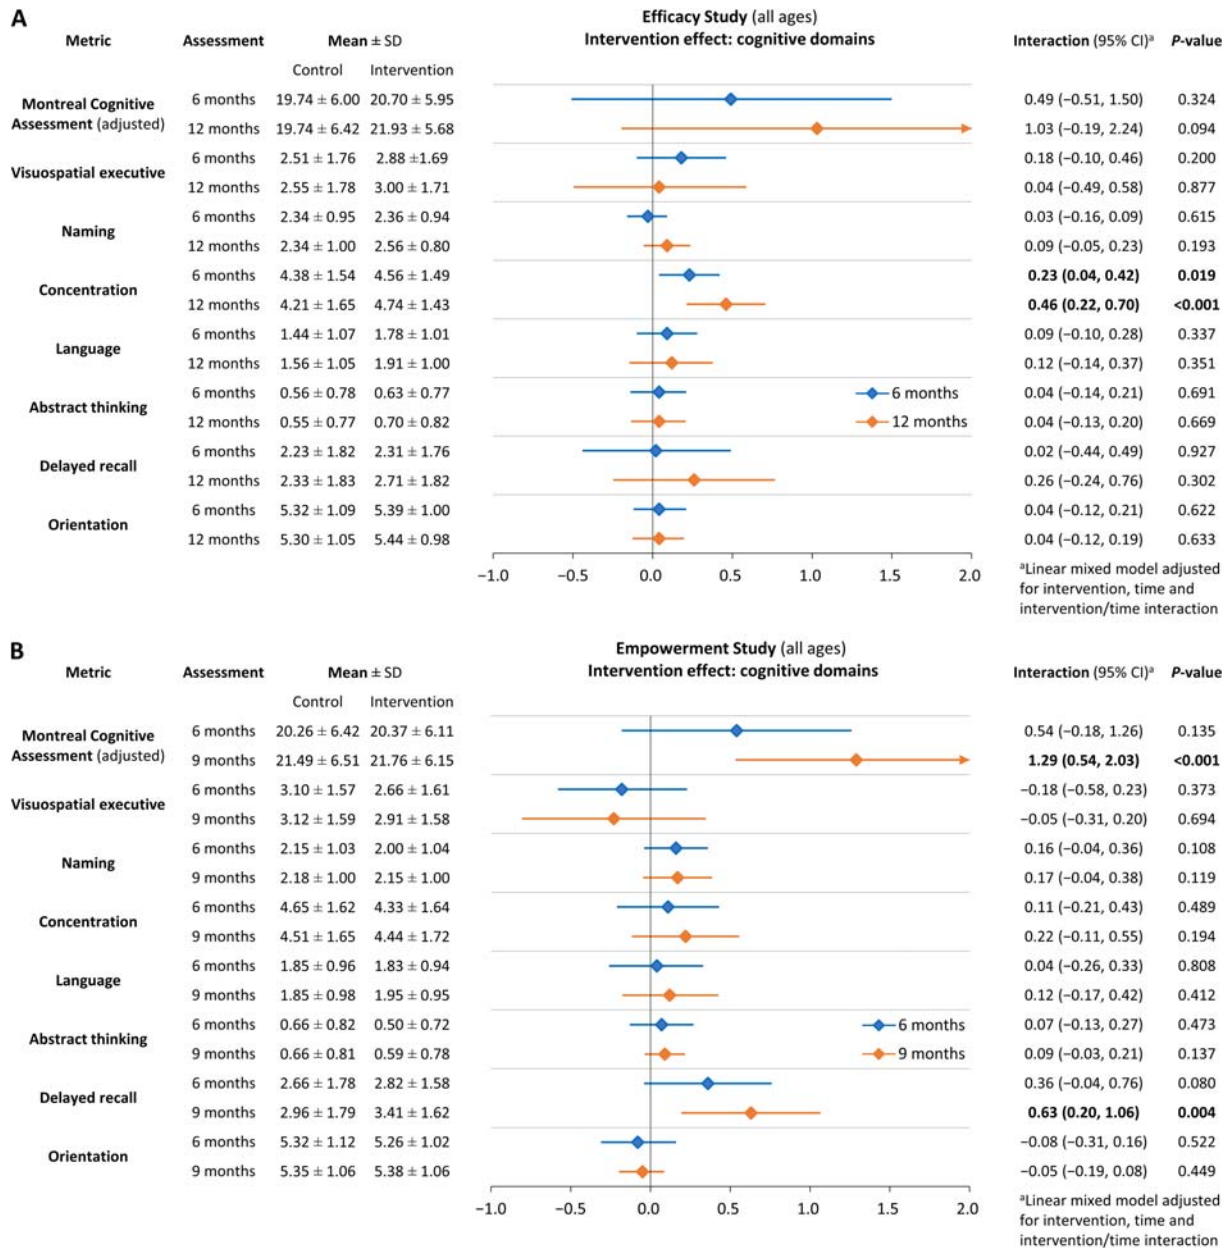 A
Efficacy Study (all ages)
Intervention effect: cognitive domains
Metric Assessment Mean ± SD Interaction (95% CI)ᵃ P-value
Control Intervention
Montreal Cognitive Assessment (adjusted)
6 months 19.74 ± 6.00 20.70 ± 5.95 0.49 (−0.51, 1.50) 0.324
12 months 19.74 ± 6.42 21.93 ± 5.68 1.03 (−0.19, 2.24) 0.094
Visuospatial executive
6 months 2.51 ± 1.76 2.88 ±1.69 0.18 (−0.10, 0.46) 0.200
12 months 2.55 ± 1.78 3.00 ± 1.71 0.04 (−0.49, 0.58) 0.877
Naming
6 months 2.34 ± 0.95 2.36 ± 0.94 0.03 (−0.16, 0.09) 0.615
12 months 2.34 ± 1.00 2.56 ± 0.80 0.09 (−0.05, 0.23) 0.193
Concentration
6 months 4.38 ± 1.54 4.56 ± 1.49 0.23 (0.04, 0.42) 0.019
12 months 4.21 ± 1.65 4.74 ± 1.43 0.46 (0.22, 0.70) <0.001
Language
6 months 1.44 ± 1.07 1.78 ± 1.01 0.09 (−0.10, 0.28) 0.337
12 months 1.56 ± 1.05 1.91 ± 1.00 0.12 (−0.14, 0.37) 0.351
Abstract thinking
6 months 0.56 ± 0.78 0.63 ± 0.77 6 months 0.04 (−0.14, 0.21) 0.691
12 months 0.55 ± 0.77 0.70 ± 0.82 12 months 0.04 (−0.13, 0.20) 0.669
Delayed recall
6 months 2.23 ± 1.82 2.31 ± 1.76 0.02 (−0.44, 0.49) 0.927
12 months 2.33 ± 1.83 2.71 ± 1.82 0.26 (−0.24, 0.76) 0.302
Orientation
6 months 5.32 ± 1.09 5.39 ± 1.00 0.04 (−0.12, 0.21) 0.622
12 months 5.30 ± 1.05 5.44 ± 0.98 0.04 (−0.12, 0.19) 0.633
−1.0 −0.5 0.0 0.5 1.0 1.5 2.0
ᵃLinear mixed model adjusted
for intervention, time and
intervention/time interaction
B
Empowerment Study (all ages)
Intervention effect: cognitive domains
Metric Assessment Mean ± SD Interaction (95% CI)ᵃ P-value
Control Intervention
Montreal Cognitive Assessment (adjusted)
6 months 20.26 ± 6.42 20.37 ± 6.11 0.54 (−0.18, 1.26) 0.135
9 months 21.49 ± 6.51 21.76 ± 6.15 1.29 (0.54, 2.03) <0.001
Visuospatial executive
6 months 3.10 ± 1.57 2.66 ± 1.61 −0.18 (−0.58, 0.23) 0.373
9 months 3.12 ± 1.59 2.91 ± 1.58 −0.05 (−0.31, 0.20) 0.694
Naming
6 months 2.15 ± 1.03 2.00 ± 1.04 0.16 (−0.04, 0.36) 0.108
9 months 2.18 ± 1.00 2.15 ± 1.00 0.17 (−0.04, 0.38) 0.119
Concentration
6 months 4.65 ± 1.62 4.33 ± 1.64 0.11 (−0.21, 0.43) 0.489
9 months 4.51 ± 1.65 4.44 ± 1.72 0.22 (−0.11, 0.55) 0.194
Language
6 months 1.85 ± 0.96 1.83 ± 0.94 0.04 (−0.26, 0.33) 0.808
9 months 1.85 ± 0.98 1.95 ± 0.95 0.12 (−0.17, 0.42) 0.412
Abstract thinking
6 months 0.66 ± 0.82 0.50 ± 0.72 6 months 0.07 (−0.13, 0.27) 0.473
9 months 0.66 ± 0.81 0.59 ± 0.78 9 months 0.09 (−0.03, 0.21) 0.137
Delayed recall
6 months 2.66 ± 1.78 2.82 ± 1.58 0.36 (−0.04, 0.76) 0.080
9 months 2.96 ± 1.79 3.41 ± 1.62 0.63 (0.20, 1.06) 0.004
Orientation
6 months 5.32 ± 1.12 5.26 ± 1.02 −0.08 (−0.31, 0.16) 0.522
9 months 5.35 ± 1.06 5.38 ± 1.06 −0.05 (−0.19, 0.08) 0.449
−1.0 −0.5 0.0 0.5 1.0 1.5 2.0
ᵃLinear mixed model adjusted
for intervention, time and
intervention/time interaction